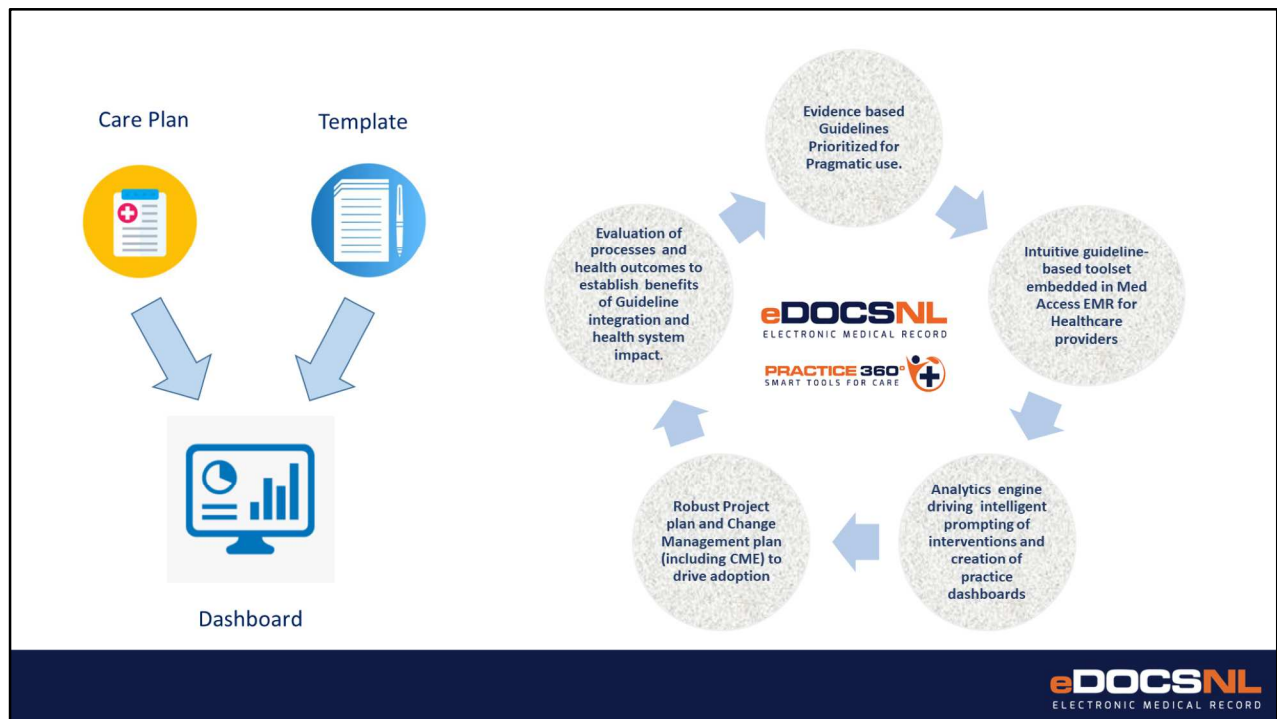 Care Plan
Template
Dashboard
Evidence based
Guidelines
Prioritized for
Pragmatic use.
Intuitive guideline-
based toolset
embedded in Med
Access EMR for
Healthcare
providers
Analytics engine
driving intelligent
prompting of
interventions and
creation of
practice
dashboards
Robust Project
plan and Change
Management plan
(including CME) to
drive adoption
Evaluation of
processes and
health outcomes to
establish benefits
of Guideline
integration and
health system
impact.
eDOCSNL
ELECTRONIC MEDICAL RECORD
PRACTICE 360°
SMART TOOLS FOR CARE
eDOCSNL
ELECTRONIC MEDICAL RECORD